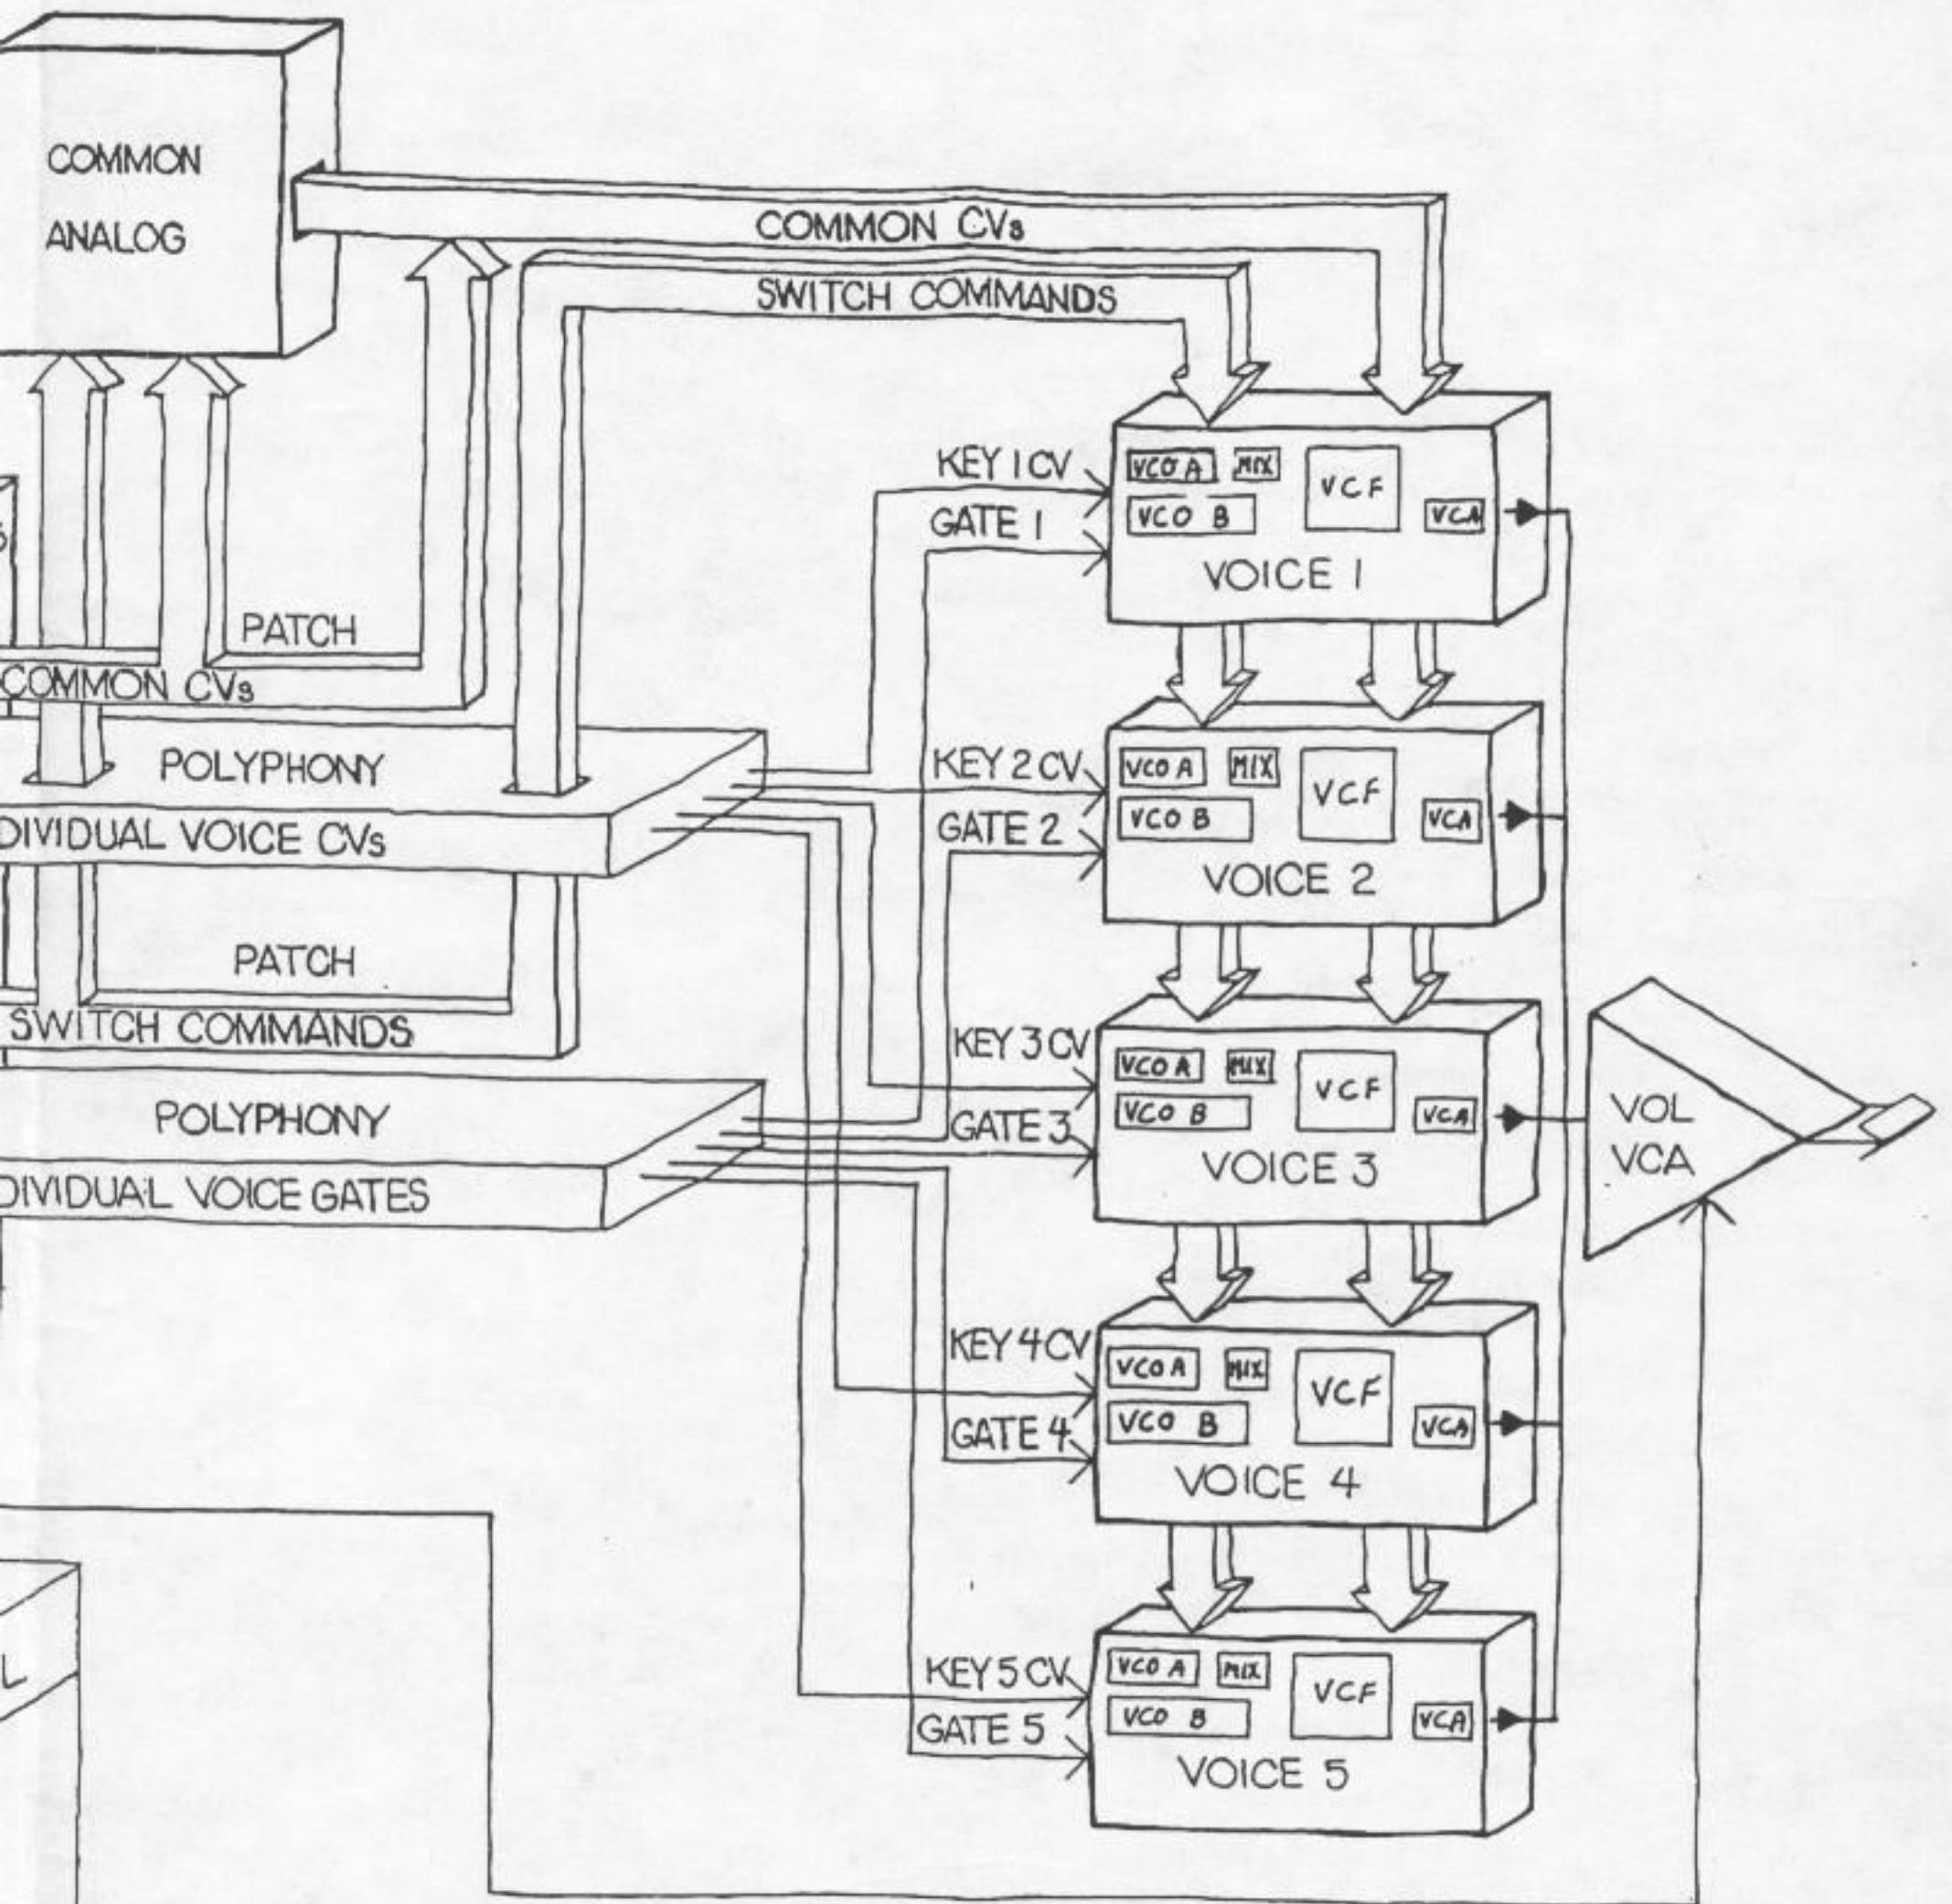 COMMON
ANALOG
COMMON CVs
SWITCH COMMANDS
PATCH
COMMON CVs
POLYPHONY
DIVIDUAL VOICE CVs
PATCH
SWITCH COMMANDS
POLYPHONY
DIVIDUAL VOICE GATES
L
KEY 1 CV
GATE 1
VCO A MIX VCF
VCO B VCA
VOICE 1
KEY 2 CV
GATE 2
VCO A MIX VCF
VCO B VCA
VOICE 2
KEY 3 CV
GATE 3
VCO A MIX VCF
VCO B VCA
VOICE 3
KEY 4 CV
GATE 4
VCO A MIX VCF
VCO B VCA
VOICE 4
KEY 5 CV
GATE 5
VCO A MIX VCF
VCO B VCA
VOICE 5
VOL
VCA